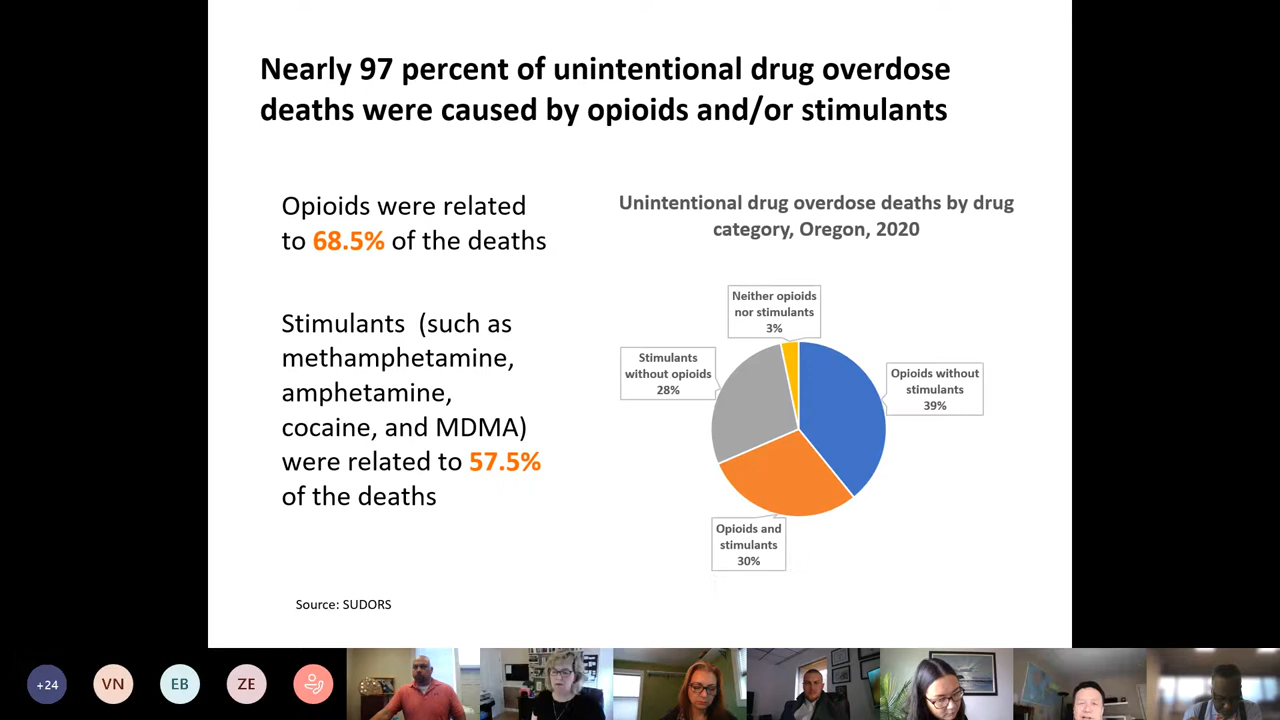 Nearly 97 percent of unintentional drug overdose
deaths were caused by opioids and/or stimulants
Opioids were related
to 68.5% of the deaths
Stimulants (such as
methamphetamine,
amphetamine,
cocaine, and MDMA)
were related to 57.5%
of the deaths
Unintentional drug overdose deaths by drug
category, Oregon, 2020
Neither opioids
nor stimulants
3%
Stimulants
without opioids
28%
Opioids without
stimulants
39%
Opioids and
stimulants
30%
Source: SUDORS
+24
VN
EB
ZE